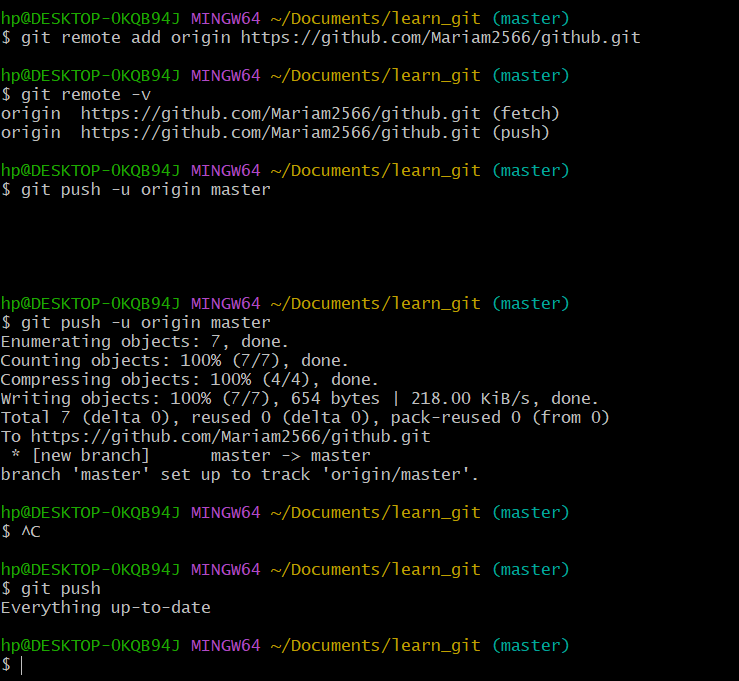 hp@DESKTOP-0KQB94J MINGW64 ~/Documents/learn_git (master)
$ git remote add origin https://github.com/Mariam2566/github.git
hp@DESKTOP-0KQB94J MINGW64 ~/Documents/learn_git (master)
$ git remote -v
origin  https://github.com/Mariam2566/github.git (fetch)
origin  https://github.com/Mariam2566/github.git (push)
hp@DESKTOP-0KQB94J MINGW64 ~/Documents/learn_git (master)
$ git push -u origin master
hp@DESKTOP-0KQB94J MINGW64 ~/Documents/learn_git (master)
$ git push -u origin master
Enumerating objects: 7, done.
Counting objects: 100% (7/7), done.
Compressing objects: 100% (4/4), done.
Writing objects: 100% (7/7), 654 bytes | 218.00 KiB/s, done.
Total 7 (delta 0), reused 0 (delta 0), pack-reused 0 (from 0)
To https://github.com/Mariam2566/github.git
 * [new branch]      master -> master
branch 'master' set up to track 'origin/master'.
hp@DESKTOP-0KQB94J MINGW64 ~/Documents/learn_git (master)
$ ^C
hp@DESKTOP-0KQB94J MINGW64 ~/Documents/learn_git (master)
$ git push
Everything up-to-date
hp@DESKTOP-0KQB94J MINGW64 ~/Documents/learn_git (master)
$